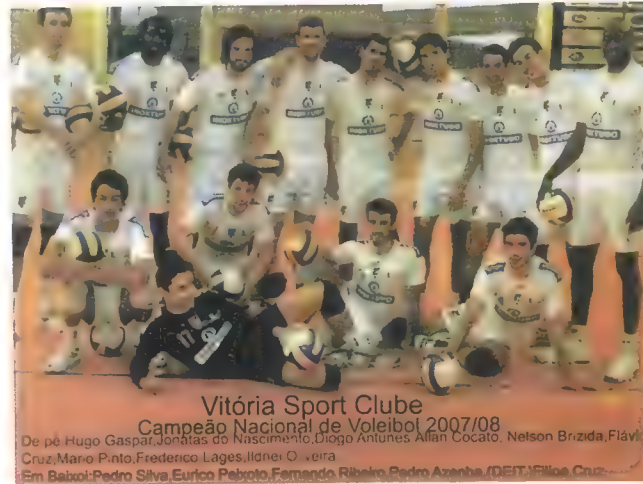 Vitória Sport Clube
Campeão Nacional de Voleibol 2007/08
De pé Hugo Gaspar,Jonatas do Nascimento,Diogo Antunes Allan Cocato, Nelson Brizida,Flávio
Cruz,Mario Pinto,Frederico Lages,Ildnei
Em Baixoi:Pedro Silva,Eurico Peixoto,Fernando Ribeiro,Pedro Azenha,(DEIT.)Filipe Cruz